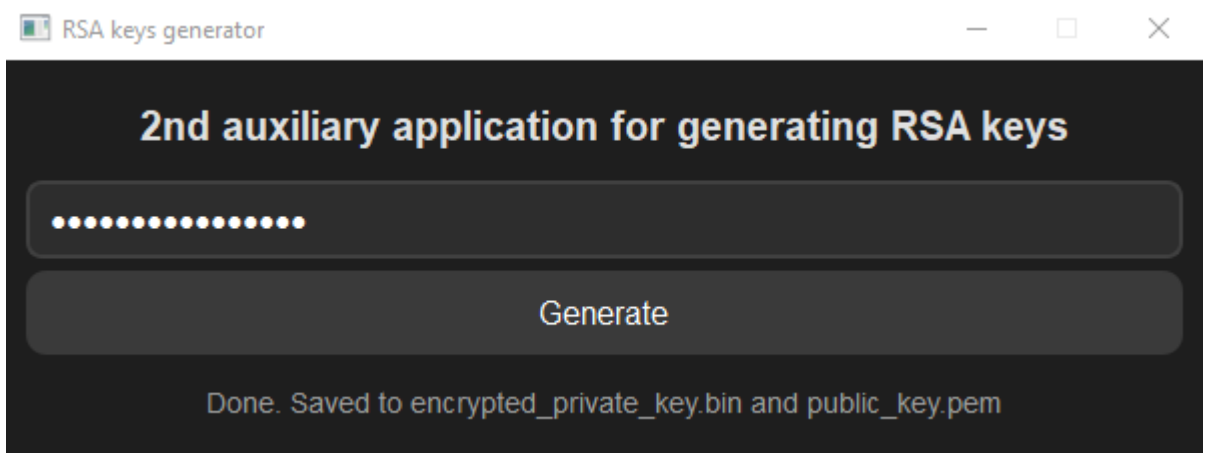 RSA keys generator
2nd auxiliary application for generating RSA keys
••••••••••••••••
Generate
Done. Saved to encrypted_private_key.bin and public_key.pem